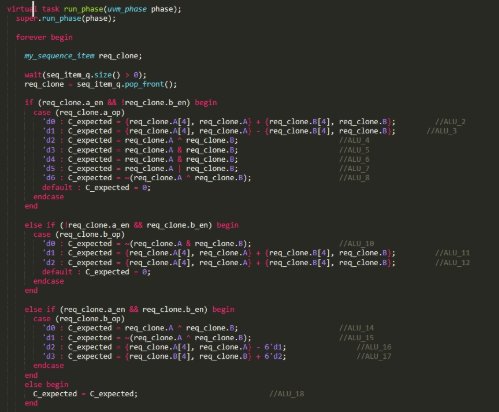 virtual task run_phase(uvm_phase phase);
super.run_phase(phase);
forever begin
my_sequence_item req_clone;
wait(seq_item_q.size() > 0);
req_clone = seq_item_q.pop_front();
if (req_clone.a_en && !req_clone.b_en) begin
case (req_clone.a_op)
'd0 : C_expected = {req_clone.A[4], req_clone.A} + {req_clone.B[4], req_clone.B}; //ALU_2
'd1 : C_expected = {req_clone.A[4], req_clone.A} - {req_clone.B[4], req_clone.B}; //ALU_3
'd2 : C_expected = req_clone.A ^ req_clone.B; //ALU_4
'd3 : C_expected = req_clone.A & req_clone.B; //ALU_5
'd4 : C_expected = req_clone.A & req_clone.B; //ALU_6
'd5 : C_expected = req_clone.A | req_clone.B; //ALU_7
'd6 : C_expected = ~(req_clone.A ^ req_clone.B); //ALU_8
default : C_expected = 0;
endcase
end
else if (!req_clone.a_en && req_clone.b_en) begin
case (req_clone.b_op)
'd0 : C_expected = ~(req_clone.A & req_clone.B); //ALU_10
'd1 : C_expected = {req_clone.A[4], req_clone.A} + {req_clone.B[4], req_clone.B}; //ALU_11
'd2 : C_expected = {req_clone.A[4], req_clone.A} + {req_clone.B[4], req_clone.B}; //ALU_12
default : C_expected = 0;
endcase
end
else if (req_clone.a_en && req_clone.b_en) begin
case (req_clone.b_op)
'd0 : C_expected = req_clone.A ^ req_clone.B; //ALU_14
'd1 : C_expected = ~(req_clone.A ^ req_clone.B); //ALU_15
'd2 : C_expected = {req_clone.A[4], req_clone.A} - 6'd1; //ALU_16
'd3 : C_expected = {req_clone.B[4], req_clone.B} + 6'd2; //ALU_17
endcase
end
else begin
C_expected = C_expected; //ALU_18
end